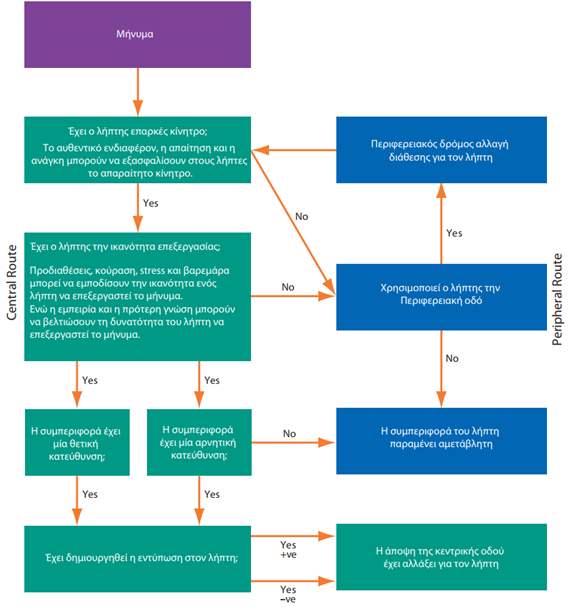 Μήνυμα
Έχει ο λήπτης επαρκές κίνητρο;
Το αυθεντικό ενδιαφέρον, η απαίτηση και η
ανάγκη μπορούν να εξασφαλίσουν στους λήπτες
το απαραίτητο κίνητρο.
Περιφερειακός δρόμος αλλαγή
διάθεσης για τον λήπτη
No
Yes
Yes
Central Route
Έχει ο λήπτης την ικανότητα επεξεργασίας;
Προδιαθέσεις, κούραση, stress και βαρεμάρα
μπορεί να εμποδίσουν την ικανότητα ενός
λήπτη να επεξεργαστεί το μήνυμα.
Ενώ η εμπειρία και η πρότερη γνώση μπορούν
να βελτιώσουν τη δυνατότητα του λήπτη να
επεξεργαστεί το μήνυμα.
No
Χρησιμοποιεί ο λήπτης την
Περιφερειακή οδό
Peripheral Route
Yes
Yes
No
Η συμπεριφορά έχει
μία θετική
κατεύθυνση;
Η συμπεριφορά
έχει μία αρνητική
κατεύθυνση;
No
Η συμπεριφορά του λήπτη
παραμένει αμετάβλητη
Yes
Yes
Έχει δημιουργηθεί η εντύπωση στον λήπτη;
Yes
+ve
Yes
–ve
Η άποψη της κεντρικής οδού
έχει αλλάξει για τον λήπτη